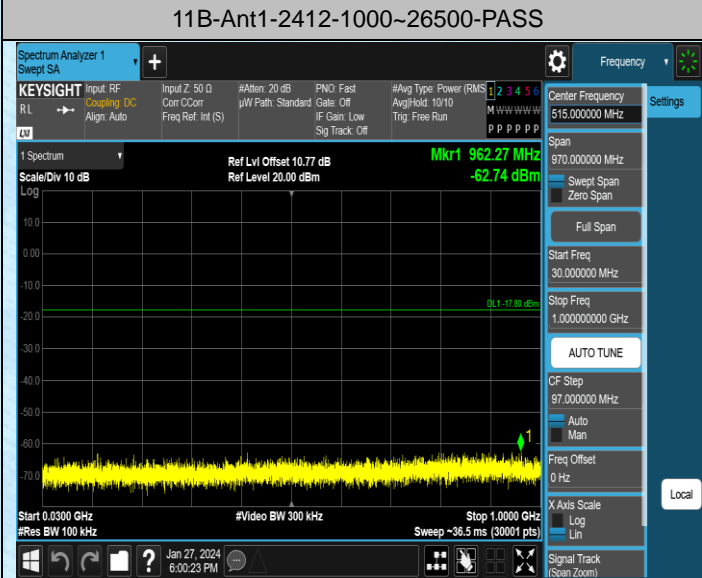 11B-Ant1-2412-1000~26500-PASS
Spectrum Analyzer 1
Swept SA
Frequency
KEYSIGHT
RL
Input: RF
Coupling: DC
Align: Auto
Input Z: 50 Ω
Corr CCorr
Freq Ref: Int (S)
#Atten: 20 dB
µW Path: Standard
PNO: Fast
Gate: Off
IF Gain: Low
Sig Track: Off
#Avg Type: Power (RMS
Avg|Hold: 10/10
Trig: Free Run
1 2 3 4 5 6
M W W W W W
P P P P P P
LXI
1 Spectrum
Scale/Div 10 dB
Log
Ref Lvl Offset 10.77 dB
Ref Level 20.00 dBm
Mkr1 962.27 MHz
-62.74 dBm
10.0
0.00
-10.0
-20.0
-30.0
-40.0
-50.0
-60.0
-70.0
DL1 -17.80 dBm
1
Start 0.0300 GHz
#Res BW 100 kHz
#Video BW 300 kHz
Stop 1.0000 GHz
Sweep ~36.5 ms (30001 pts)
Jan 27, 2024
6:00:23 PM
Center Frequency
515.000000 MHz
Settings
Span
970.000000 MHz
Swept Span
Zero Span
Full Span
Start Freq
30.000000 MHz
Stop Freq
1.000000000 GHz
AUTO TUNE
CF Step
97.000000 MHz
Auto
Man
Freq Offset
0 Hz
X Axis Scale
Log
Lin
Local
Signal Track
(Span Zoom)